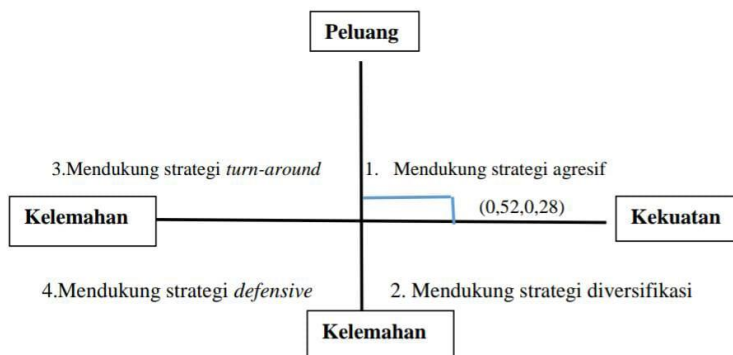 Peluang
3.Mendukung strategi turn-around
1. Mendukung strategi agresif
(0,52,0,28)
Kelemahan
Kekuatan
4.Mendukung strategi defensive
2. Mendukung strategi diversifikasi
Kelemahan